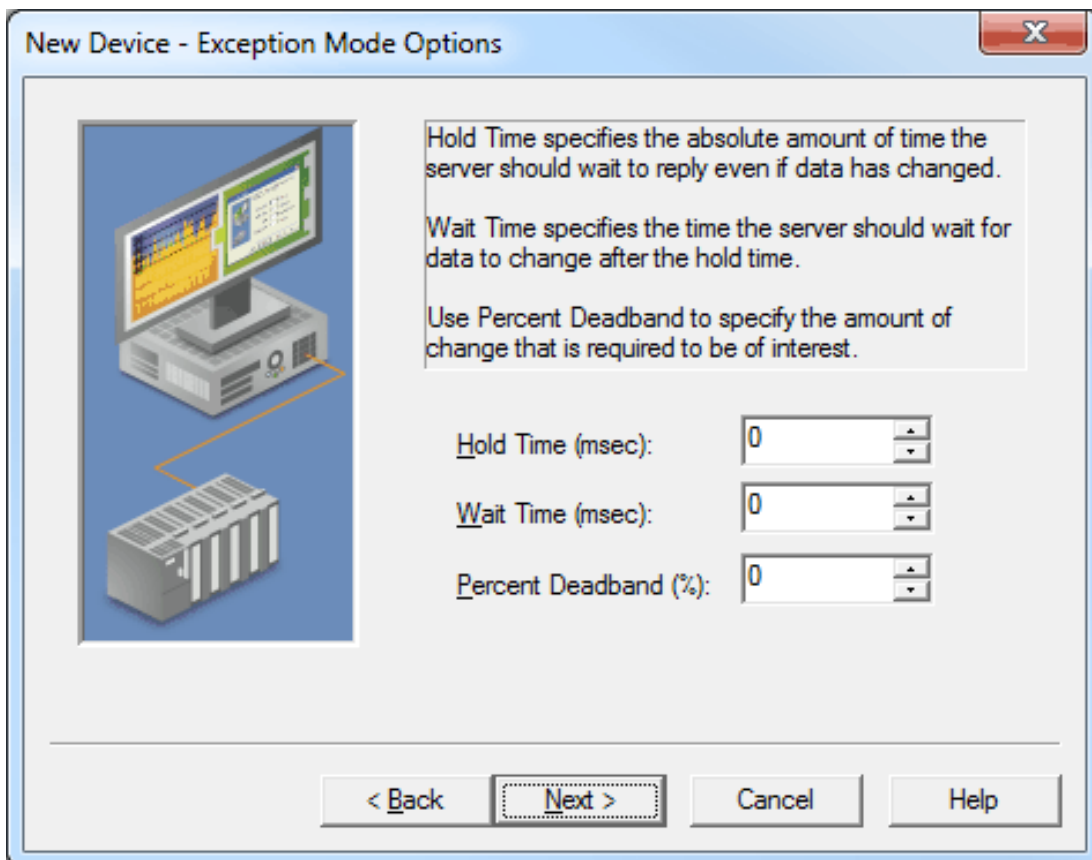 New Device - Exception Mode Options
Hold Time specifies the absolute amount of time the
server should wait to reply even if data has changed.
Wait Time specifies the time the server should wait for
data to change after the hold time.
Use Percent Deadband to specify the amount of
change that is required to be of interest.
Hold Time (msec): 0
Wait Time (msec): 0
Percent Deadband (%): 0
< Back Next > Cancel Help